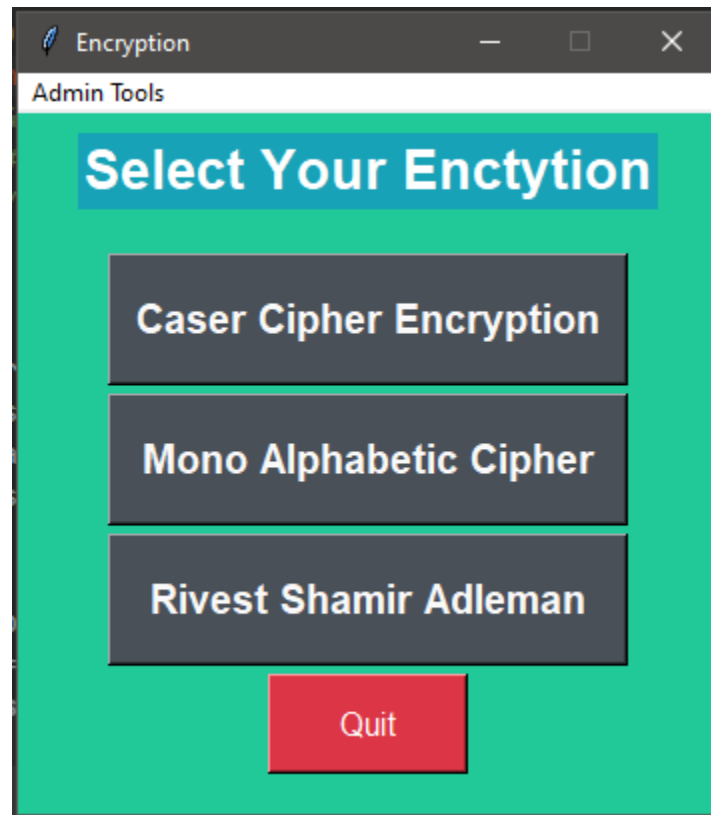 Encryption
Admin Tools
Select Your Enctytion
Caser Cipher Encryption
Mono Alphabetic Cipher
Rivest Shamir Adleman
Quit